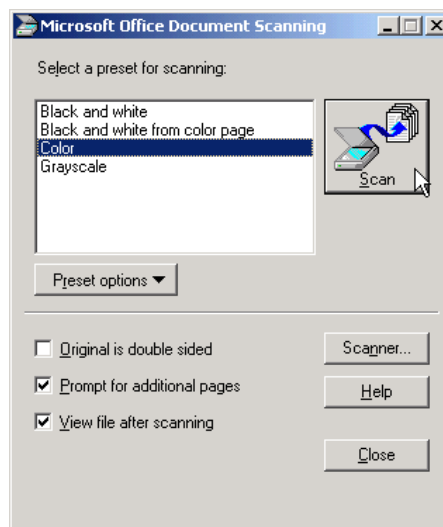 Microsoft Office Document Scanning
Select a preset for scanning:
Black and white
Black and white from color page
Color
Grayscale
Scan
Preset options
Original is double sided
Scanner...
Prompt for additional pages
Help
View file after scanning
Close